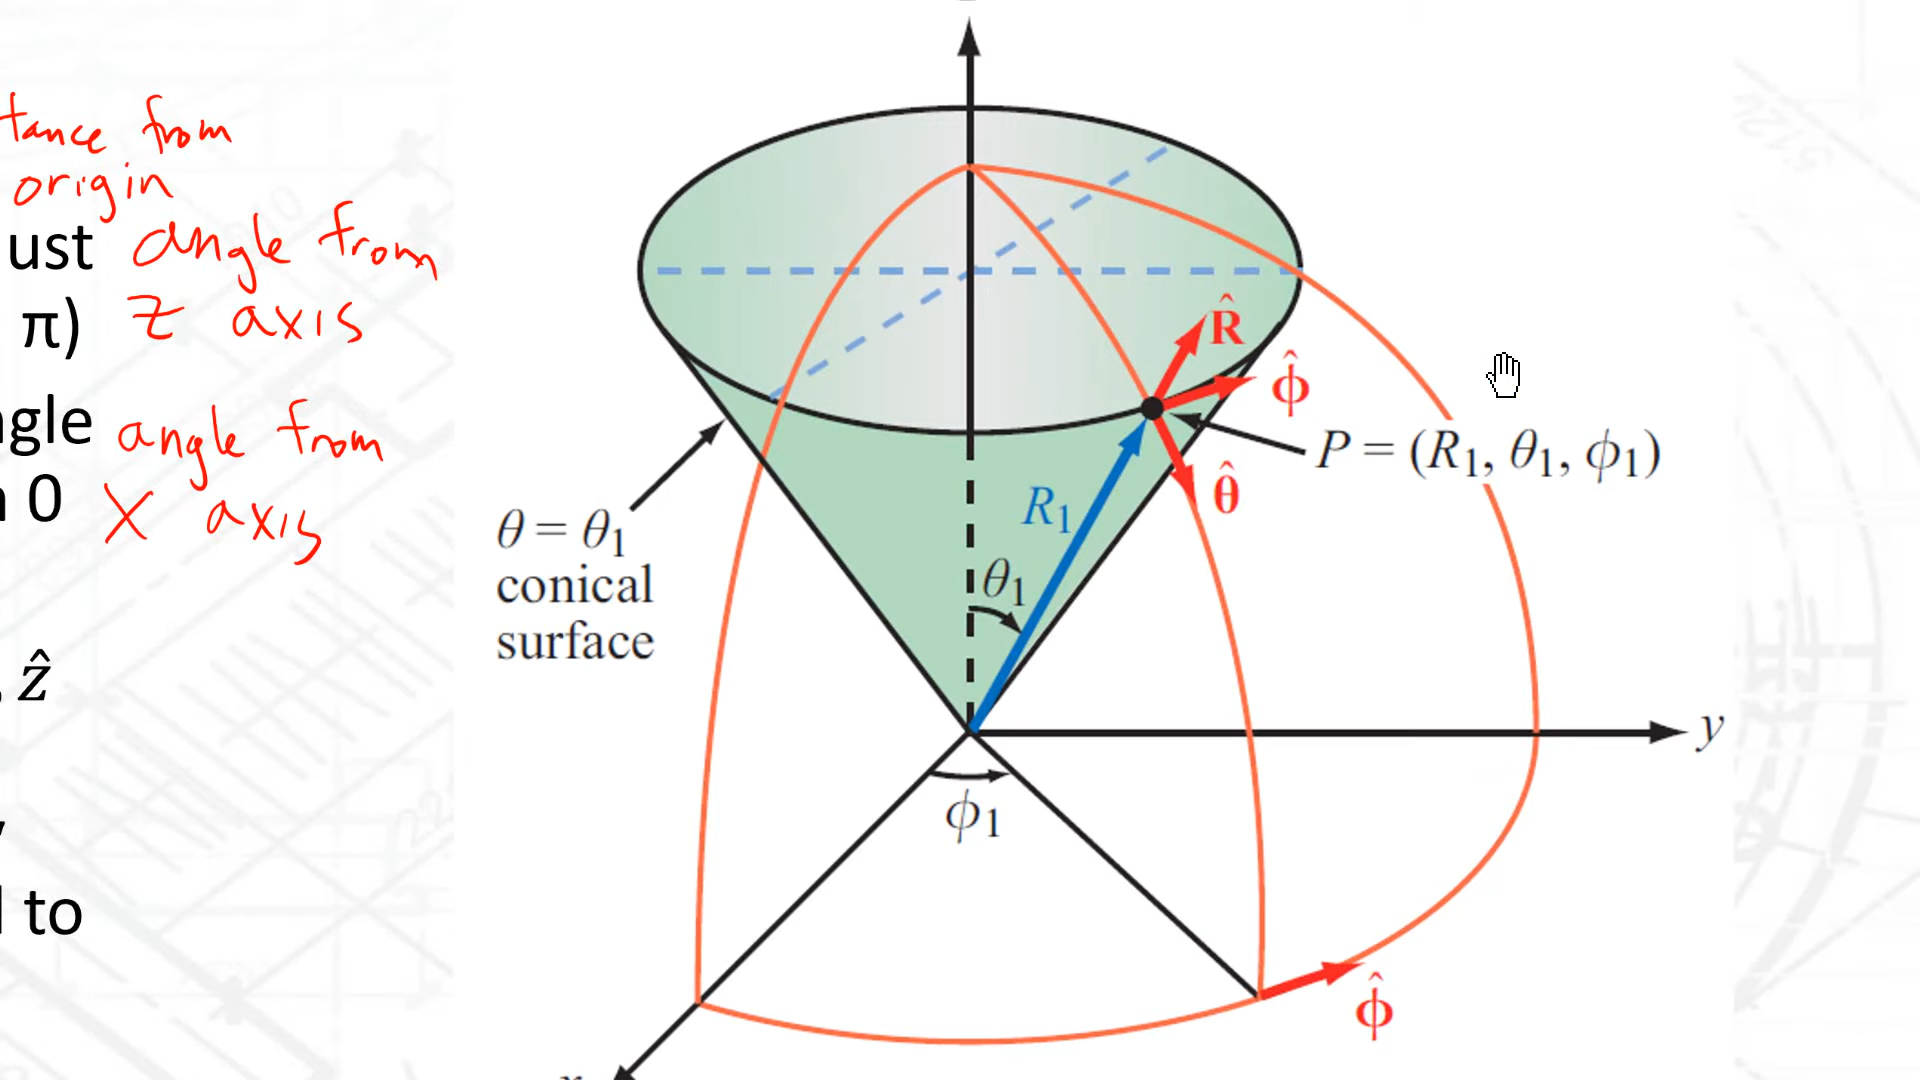 tance from
origin
ust angle from
π) z axis
ngle angle from
n 0 x axis
, ẑ
l to
R̂
ϕ̂
P = (R₁, θ₁, ϕ₁)
θ̂
R₁
θ = θ₁
conical
surface
θ₁
y
ϕ₁
ϕ̂